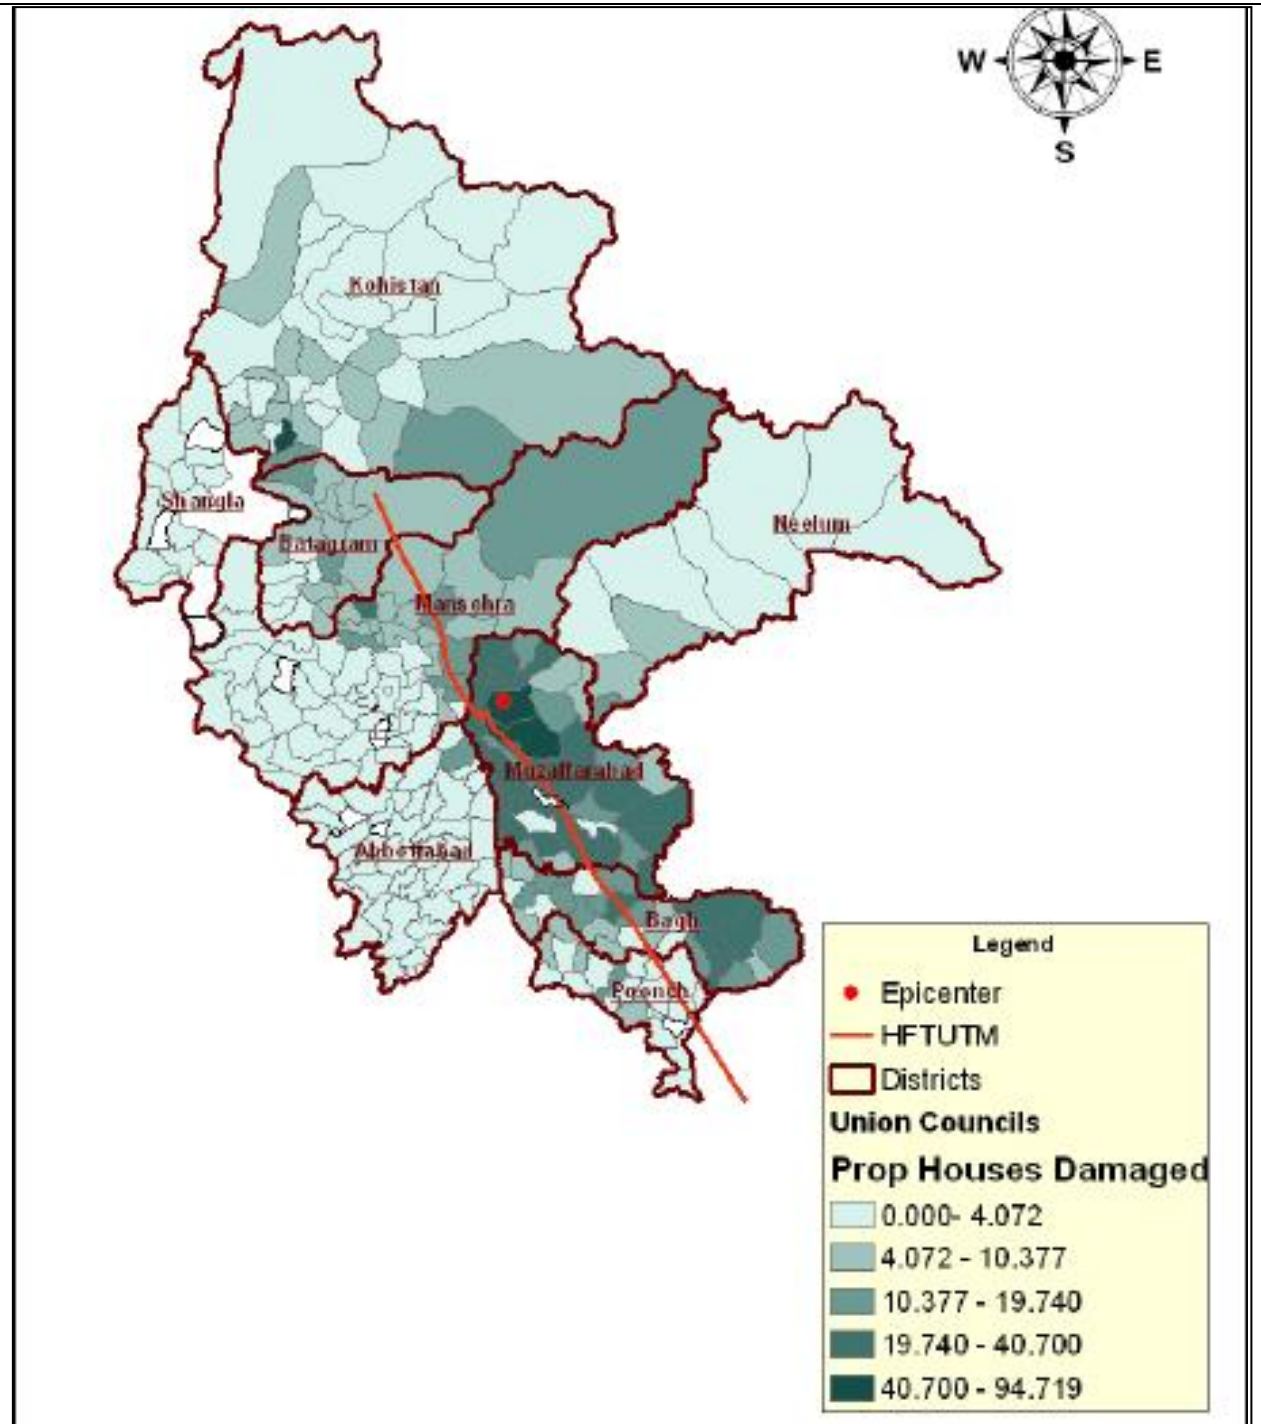 W E
S
Kohistan
Shangla
Neelum
Batagram
Mansehra
Muzaffarabad
Abbottabad
Bagh
Poonch
Legend
Epicenter
HFTUTM
Districts
Union Councils
Prop Houses Damaged
0.000- 4.072
4.072 - 10.377
10.377 - 19.740
19.740 - 40.700
40.700 - 94.719